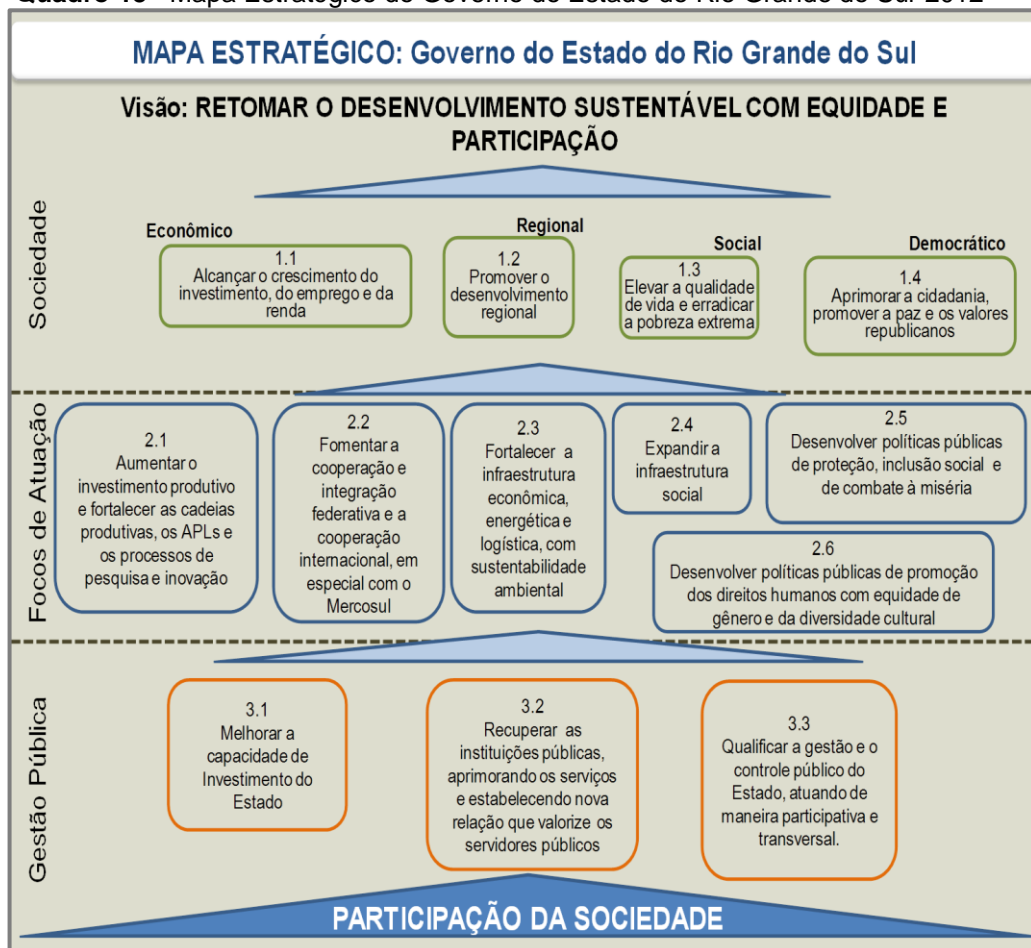 Mapa Estratégico do Governo do Estado do Rio Grande do Sul 2012
MAPA ESTRATÉGICO: Governo do Estado do Rio Grande do Sul
Visão: RETOMAR O DESENVOLVIMENTO SUSTENTÁVEL COM EQUIDADE E
PARTICIPAÇÃO
Sociedade
Econômico
1.1
Alcançar o crescimento do
investimento, do emprego e da
renda
Regional
1.2
Promover o
desenvolvimento
regional
Social
1.3
Elevar a qualidade
de vida e erradicar
a pobreza extrema
Democrático
1.4
Aprimorar a cidadania,
promover a paz e os valores
republicanos
Focos de Atuação
2.1
Aumentar o
investimento produtivo
e fortalecer as cadeias
produtivas, os APLs e
os processos de
pesquisa e inovação
2.2
Fomentar a
cooperação e
integração
federativa e a
cooperação
internacional, em
especial com o
Mercosul
2.3
Fortalecer a
infraestrutura
econômica,
energética e
logística, com
sustentabilidade
ambiental
2.4
Expandir a
infraestrutura
social
2.5
Desenvolver políticas públicas
de proteção, inclusão social e
de combate à miséria
2.6
Desenvolver políticas públicas de promoção
dos direitos humanos com equidade de
gênero e da diversidade cultural
Gestão Pública
3.1
Melhorar a
capacidade de
Investimento do
Estado
3.2
Recuperar as
instituições públicas,
aprimorando os serviços
e estabelecendo nova
relação que valorize os
servidores públicos
3.3
Qualificar a gestão e o
controle público do
Estado, atuando de
maneira participativa e
transversal.
PARTICIPAÇÃO DA SOCIEDADE